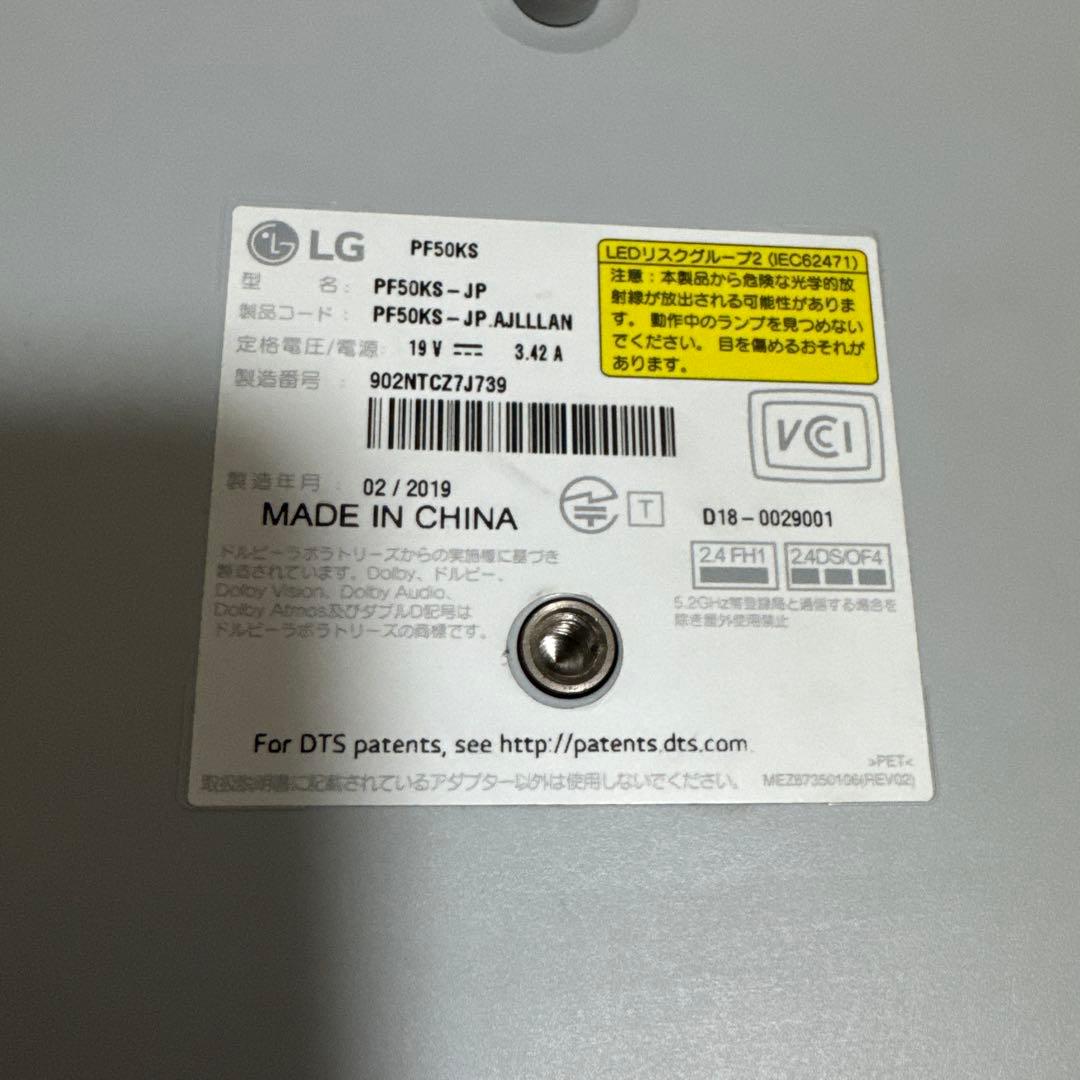 LG PF50KS
型 名: PF50KS-JP
製品コード: PF50KS-JP.AJLLLAN
定格電圧/電源: 19 V 3.42 A
製造番号: 902NTCZ7J739
製造年月: 02 / 2019
MADE IN CHINA
ドルビーラボラトリーズからの実施権に基づき
製造されています。Dolby、ドルビー、
Dolby Vision、Dolby Audio、
Dolby Atmos及びダブルD記号は
ドルビーラボラトリーズの商標です。
LEDリスクグループ2 (IEC62471)
注意:本製品から危険な光学的放
射線が放出される可能性がありま
す。 動作中のランプを見つめない
でください。 目を傷めるおそれが
あります。
VCCI
T D18-0029001
2.4 FH1 2.4DS/OF4
5.2GHz帯登録局と通信する場合を
除き屋外使用禁止
For DTS patents, see http://patents.dts.com.
>PET<
取扱説明書に記載されているアダプター以外は使用しないでください。 MEZ67350106(REV02)